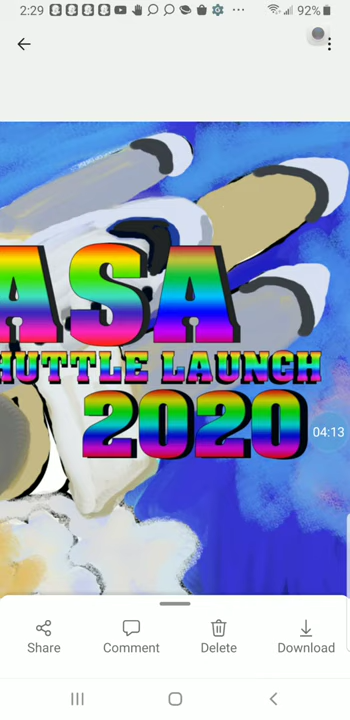 2:29
92%
ASA
HUTTLE LAUNCH
2020
04:13
Share
Comment
Delete
Download